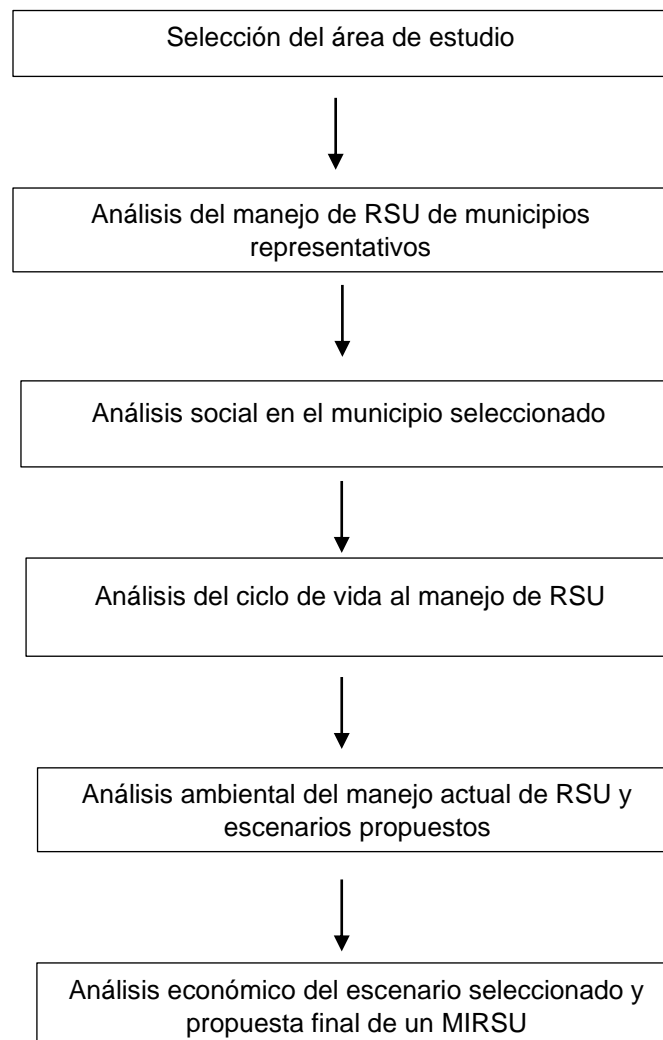 Selección del área de estudio
Análisis del manejo de RSU de municipios
representativos
Análisis social en el municipio seleccionado
Análisis del ciclo de vida al manejo de RSU
Análisis ambiental del manejo actual de RSU y
escenarios propuestos
Análisis económico del escenario seleccionado y
propuesta final de un MIRSU